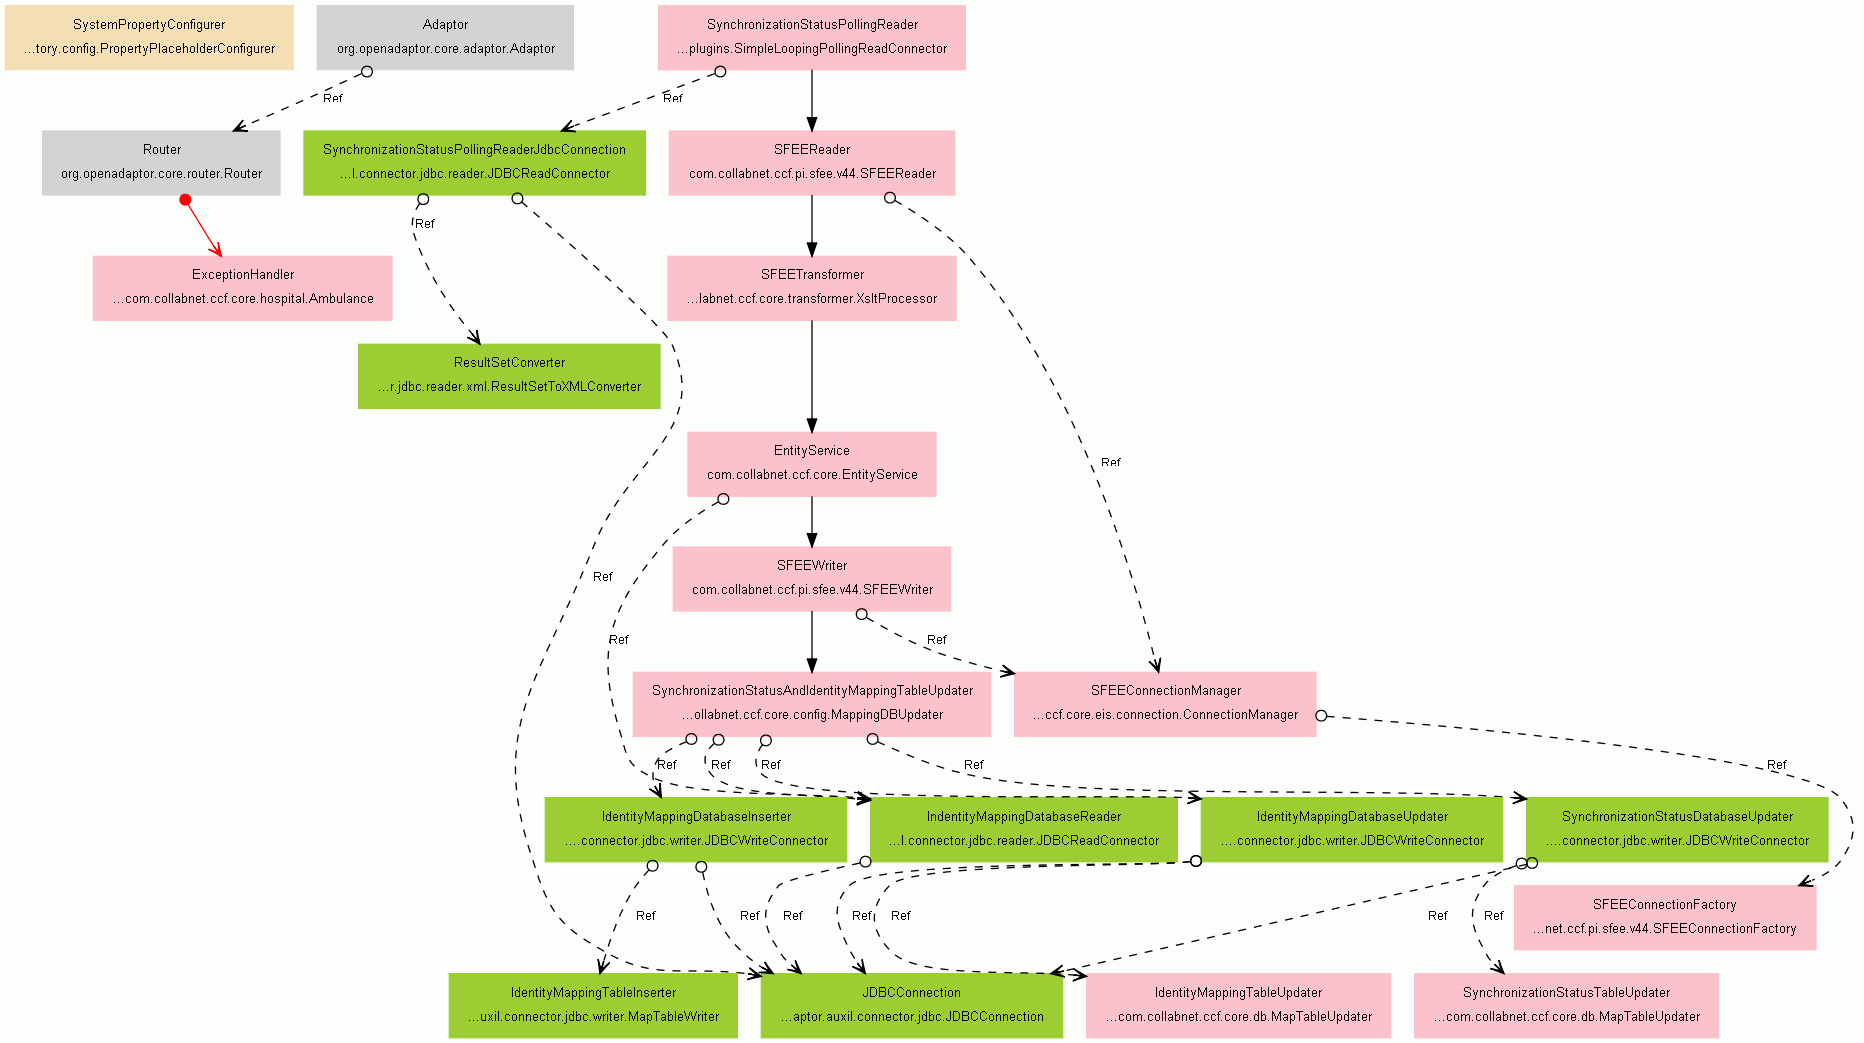 SystemPropertyConfigurer
...tory.config.PropertyPlaceholderConfigurer
Adaptor
org.openadaptor.core.adaptor.Adaptor
SynchronizationStatusPollingReader
...plugins.SimpleLoopingPollingReadConnector
Ref
Ref
Router
org.openadaptor.core.router.Router
SynchronizationStatusPollingReaderJdbcConnection
...l.connector.jdbc.reader.JDBCReadConnector
SFEEReader
com.collabnet.ccf.pi.sfee.v44.SFEEReader
Ref
ExceptionHandler
...com.collabnet.ccf.core.hospital.Ambulance
SFEETransformer
...labnet.ccf.core.transformer.XsltProcessor
ResultSetConverter
...r.jdbc.reader.xml.ResultSetToXMLConverter
EntityService
com.collabnet.ccf.core.EntityService
Ref
SFEEWriter
com.collabnet.ccf.pi.sfee.v44.SFEEWriter
Ref
Ref
Ref
SynchronizationStatusAndIdentityMappingTableUpdater
...ollabnet.ccf.core.config.MappingDBUpdater
SFEEConnectionManager
...ccf.core.eis.connection.ConnectionManager
Ref
Ref
Ref
Ref
Ref
IdentityMappingDatabaseInserter
....connector.jdbc.writer.JDBCWriteConnector
IndentityMappingDatabaseReader
...l.connector.jdbc.reader.JDBCReadConnector
IdentityMappingDatabaseUpdater
....connector.jdbc.writer.JDBCWriteConnector
SynchronizationStatusDatabaseUpdater
....connector.jdbc.writer.JDBCWriteConnector
Ref
Ref
Ref
Ref
Ref
Ref
Ref
SFEEConnectionFactory
...net.ccf.pi.sfee.v44.SFEEConnectionFactory
IdentityMappingTableInserter
...uxil.connector.jdbc.writer.MapTableWriter
JDBCConnection
...aptor.auxil.connector.jdbc.JDBCConnection
IdentityMappingTableUpdater
...com.collabnet.ccf.core.db.MapTableUpdater
SynchronizationStatusTableUpdater
...com.collabnet.ccf.core.db.MapTableUpdater